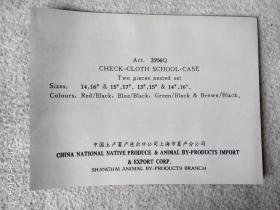 Art. 3956Q
CHECK-CLOTH SCHOOL-CASE
Two pieces nested set
Sizes, 14,16" & 15",17", 13",15" & 14",16".
Colours, Red/Black, Blue/Black, Green/Black & Brown/Black,
中国土产畜产进出口公司上海市畜产分公司
CHINA NATIONAL NATIVE PRODUCE & ANIMAL BY-PRODUCTS IMPORT
& EXPORT CORP.
SHANGHAI ANIMAL BY-PRODUCTS BRANCH